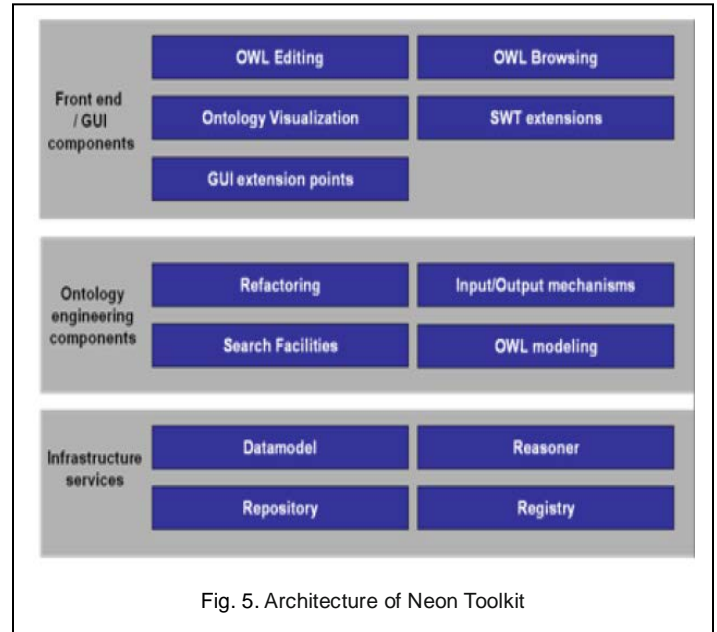 Front end
/ GUI
components
OWL Editing
OWL Browsing
Ontology Visualization
SWT extensions
GUI extension points
Ontology
engineering
components
Refactoring
Input/Output mechanisms
Search Facilities
OWL modeling
Infrastructure
services
Datamodel
Reasoner
Repository
Registry
Fig. 5. Architecture of Neon Toolkit